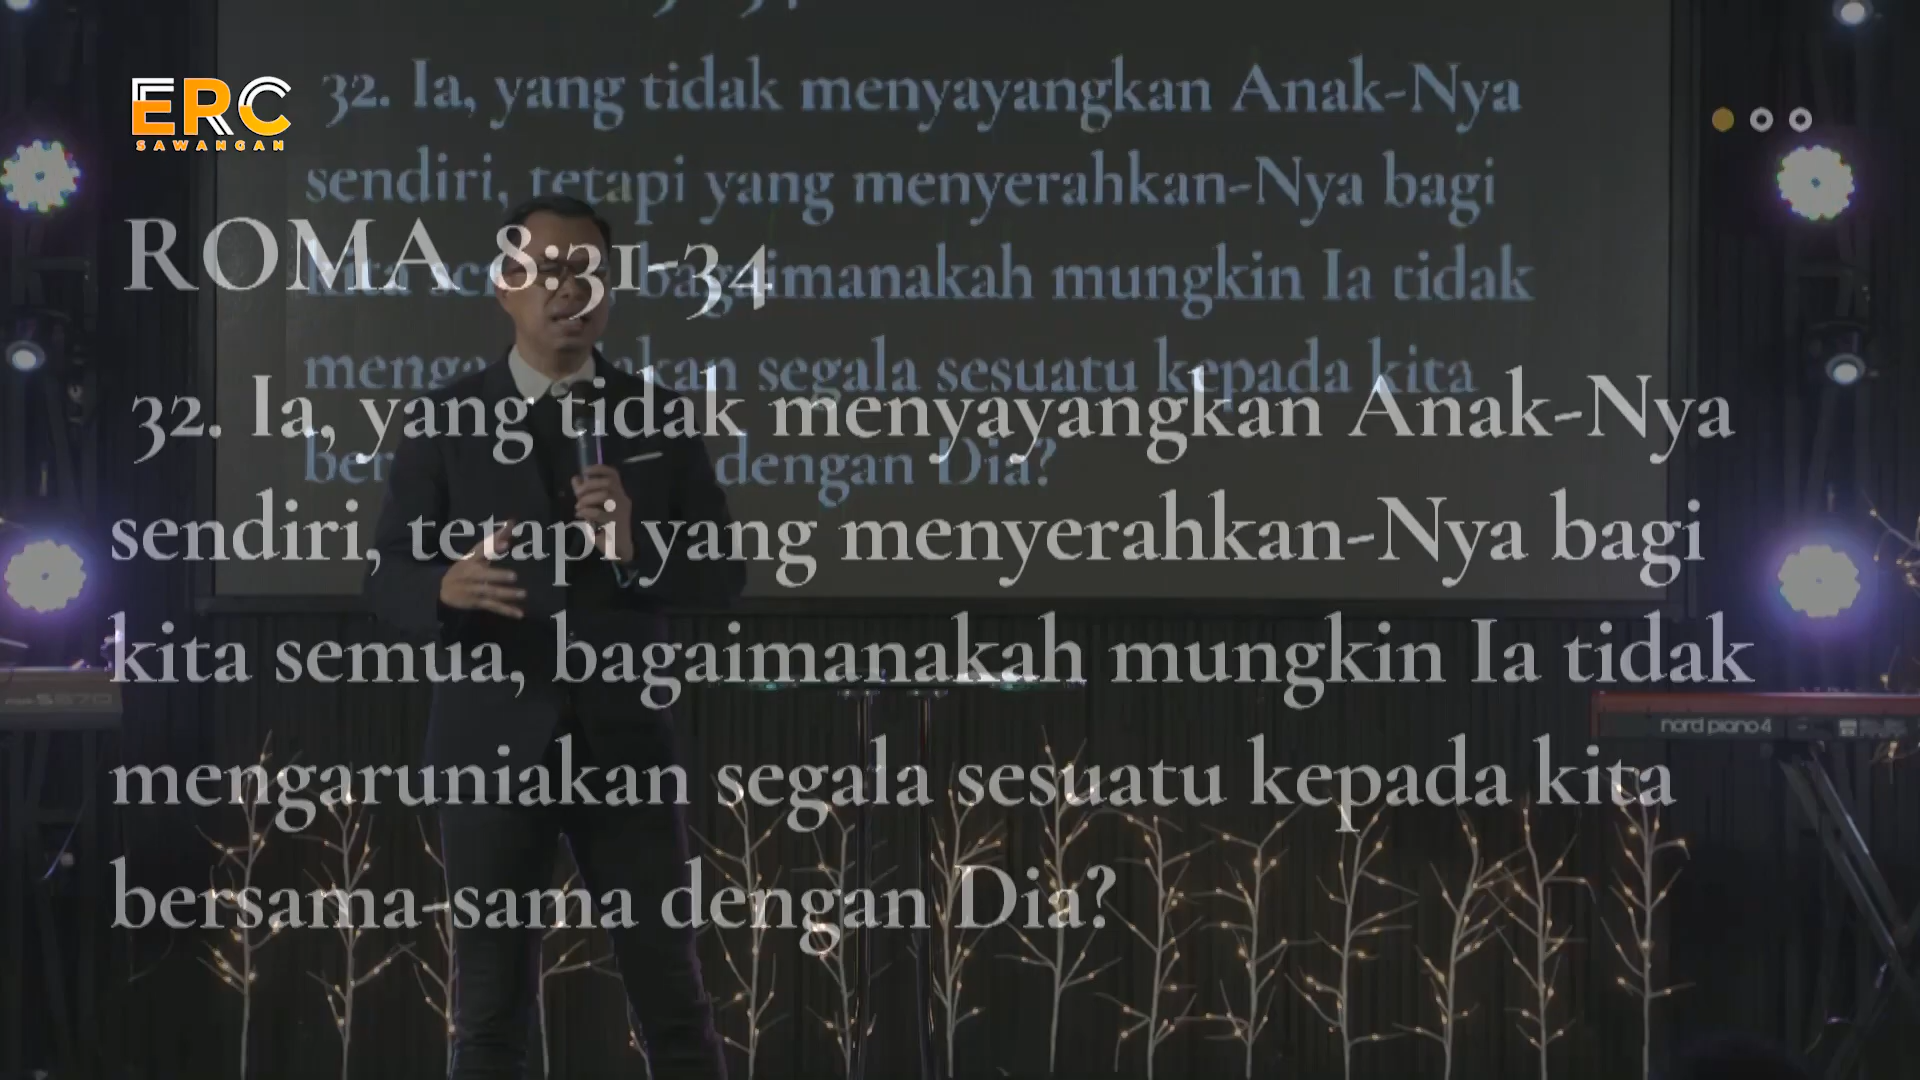 ERC
SAWANGAN
32. Ia, yang tidak menyayangkan Anak-Nya
sendiri, tetapi yang menyerahkan-Nya bagi
bagaimanakah mungkin Ia tidak
segala sesuatu kepada kita
dengan Dia?
ROMA 8:31-34
32. Ia, yang tidak menyayangkan Anak-Nya
sendiri, tetapi yang menyerahkan-Nya bagi
kita semua, bagaimanakah mungkin Ia tidak
mengaruniakan segala sesuatu kepada kita
bersama-sama dengan Dia?
nord piano 4